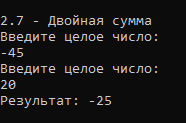 2.7 - Двойная сумма
Введите целое число:
-45
Введите целое число:
20
Результат: -25